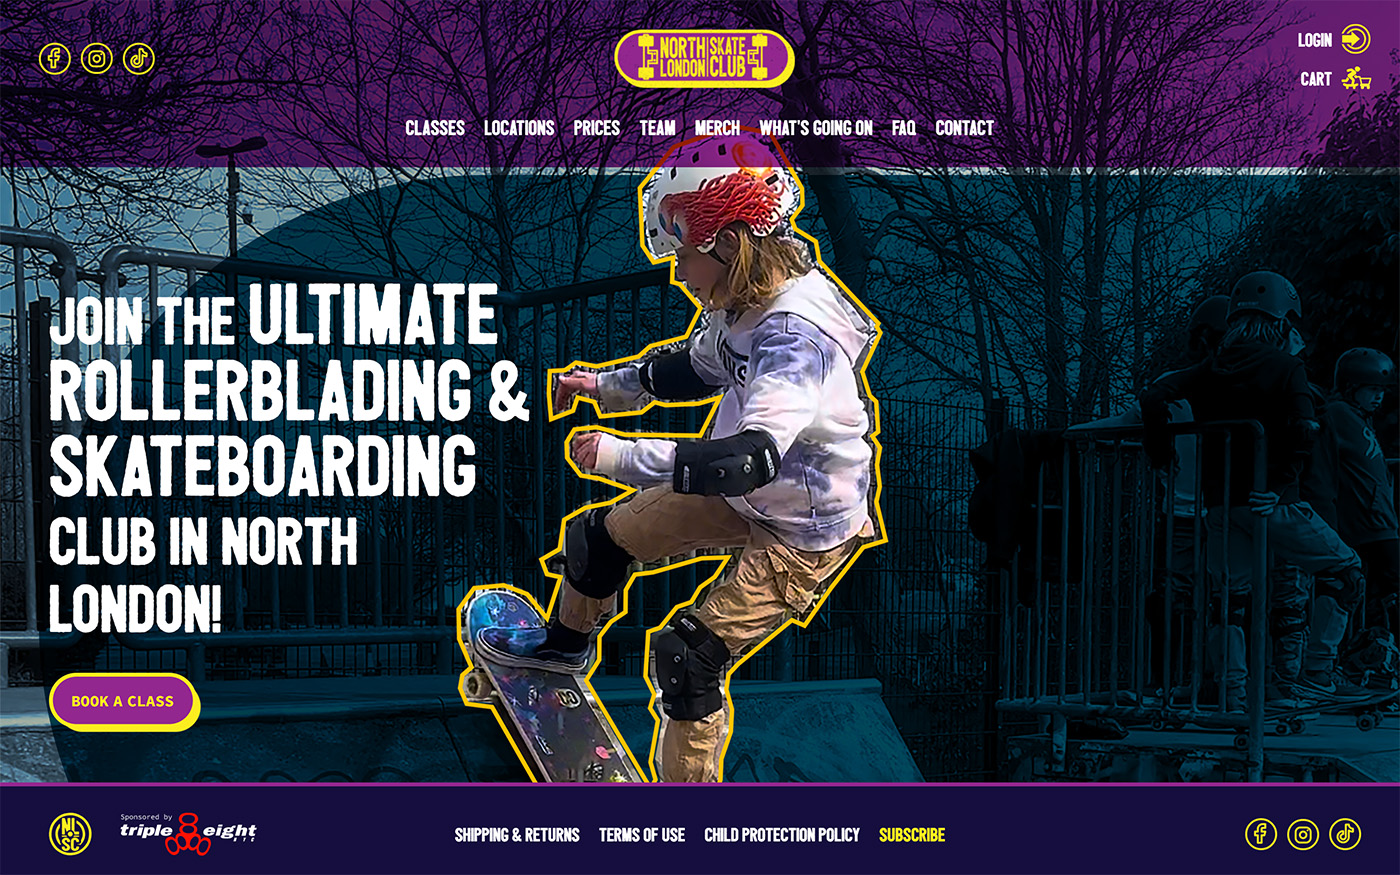 NORTH LONDON
SKATE CLUB
LOGIN
CART
CLASSES LOCATIONS PRICES TEAM MERCH WHAT'S GOING ON FAQ CONTACT
JOIN THE ULTIMATE
ROLLERBLADING &
SKATEBOARDING
CLUB IN NORTH
LONDON!
BOOK A CLASS
NL
SC
Sponsored by
triple eight
NYC
SHIPPING & RETURNS TERMS OF USE CHILD PROTECTION POLICY SUBSCRIBE